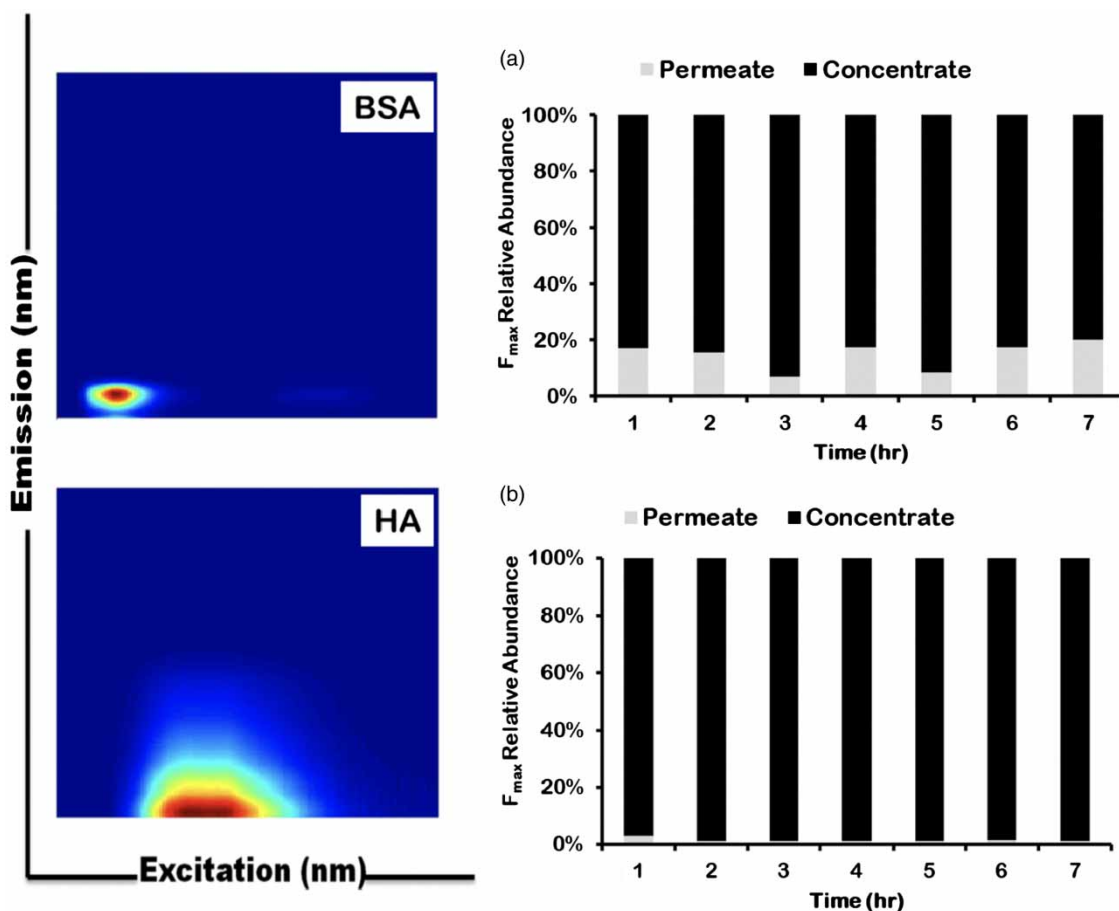 Emission (nm)
BSA
HA
Excitation (nm)
(a)
Permeate Concentrate
Fmax Relative Abundance
100%
80%
60%
40%
20%
0%
1 2 3 4 5 6 7
Time (hr)
(b)
Permeate Concentrate
Fmax Relative Abundance
100%
80%
60%
40%
20%
0%
1 2 3 4 5 6 7
Time (hr)